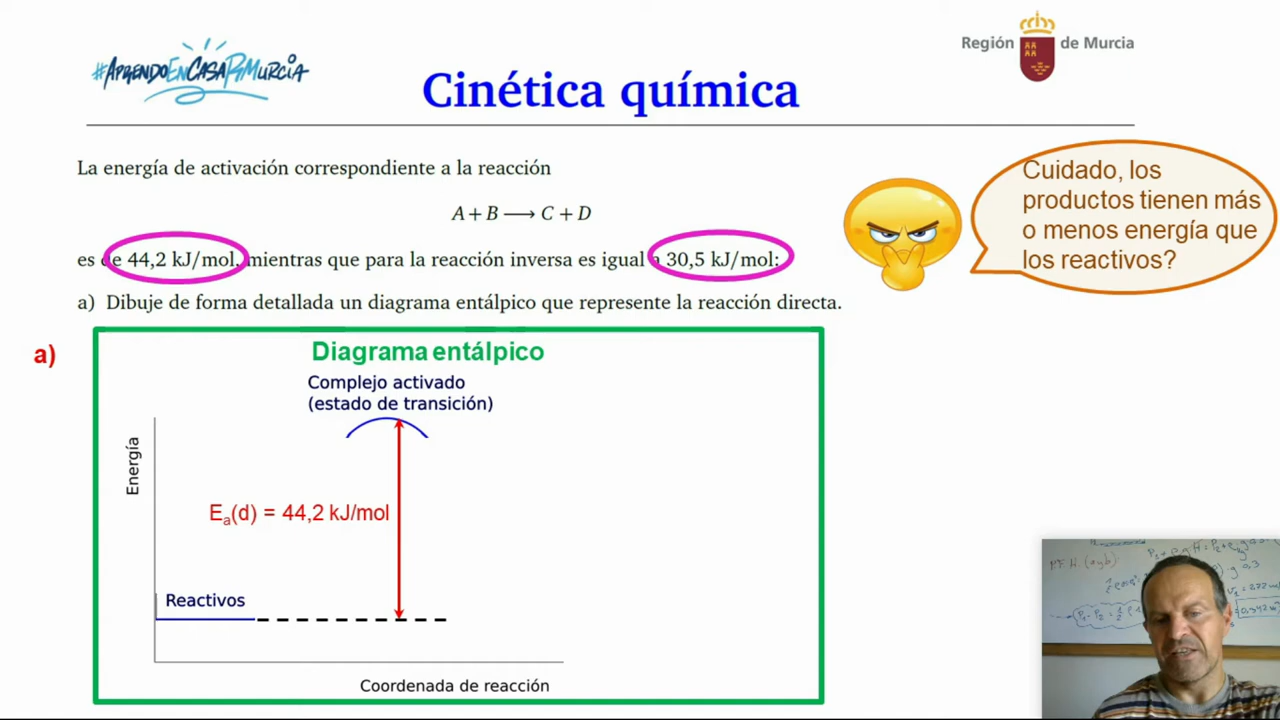 #AprendoEnCasaRMurcia
Región de Murcia
Cinética química
La energía de activación correspondiente a la reacción
A + B ⟶ C + D
es de 44,2 kJ/mol, mientras que para la reacción inversa es igual a 30,5 kJ/mol:
a) Dibuje de forma detallada un diagrama entálpico que represente la reacción directa.
Cuidado, los
productos tienen más
o menos energía que
los reactivos?
a)
Diagrama entálpico
Complejo activado
(estado de transición)
Energía
Eₐ(d) = 44,2 kJ/mol
Reactivos
Coordenada de reacción